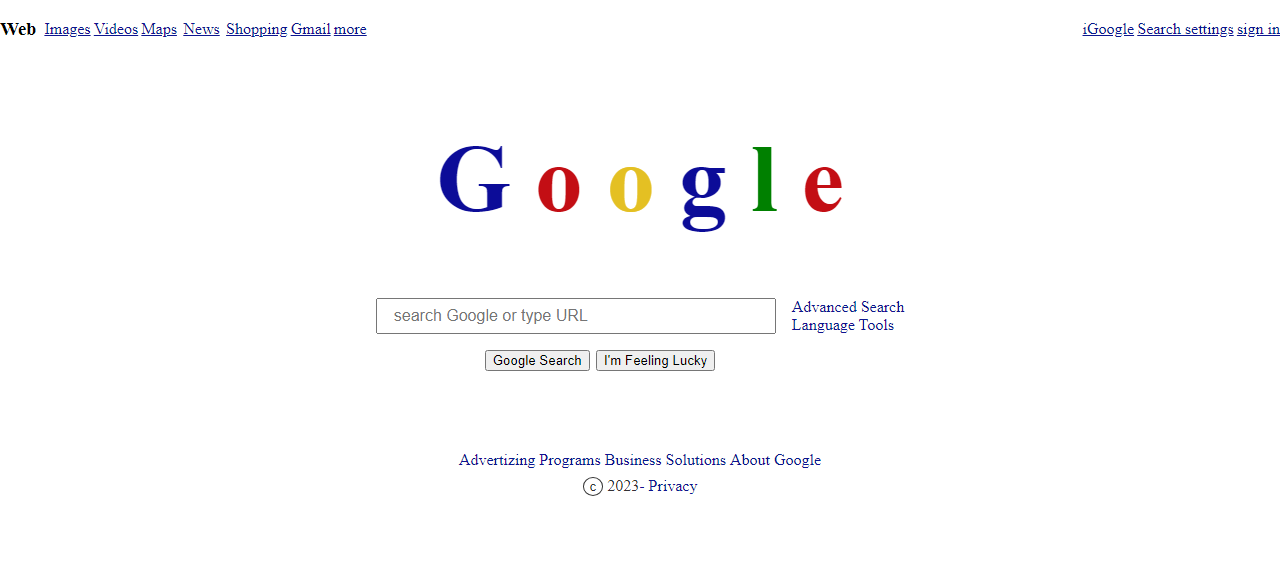 Web Images Videos Maps News Shopping Gmail more iGoogle Search settings sign in
G o o g l e
search Google or type URL
Advanced Search
Language Tools
Google Search I'm Feeling Lucky
Advertizing Programs Business Solutions About Google
ⓒ 2023- Privacy